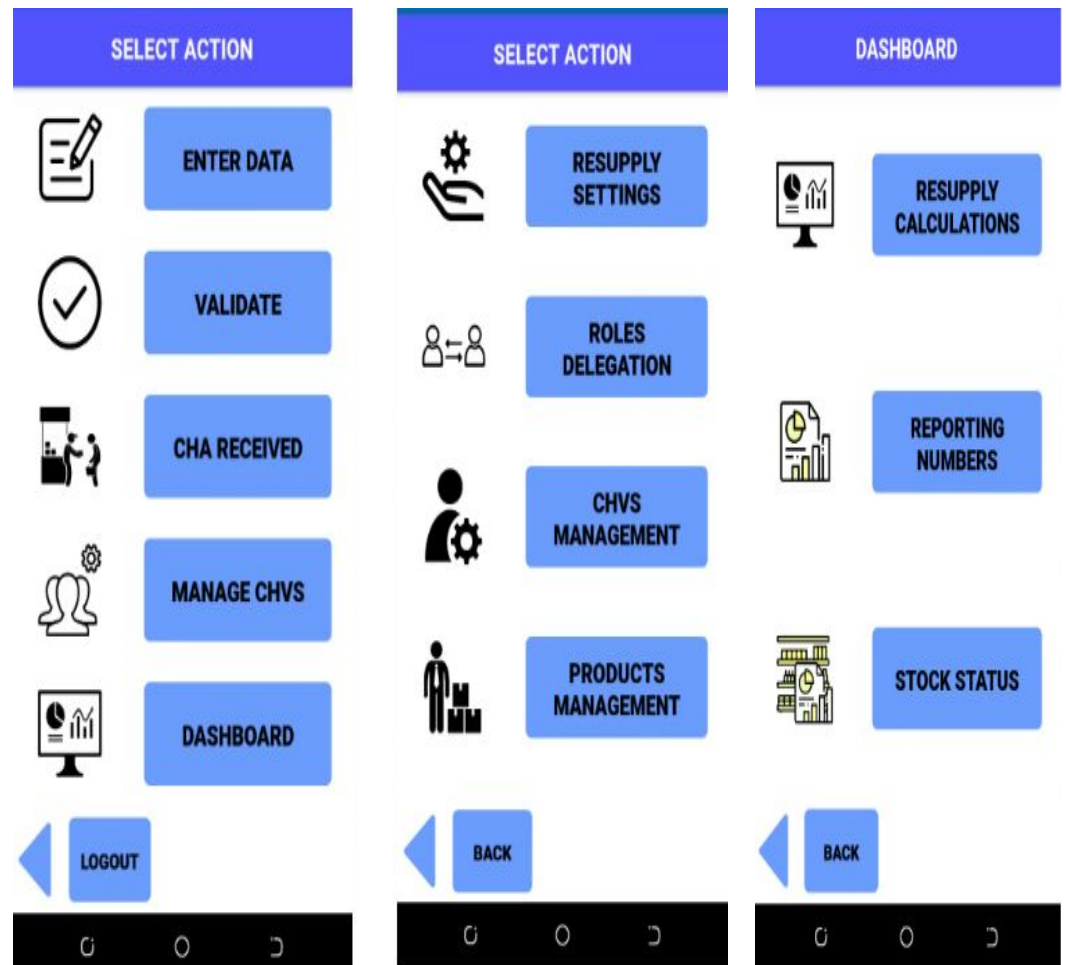 SELECT ACTION
ENTER DATA
VALIDATE
CHA RECEIVED
MANAGE CHVS
DASHBOARD
LOGOUT
SELECT ACTION
RESUPPLY
SETTINGS
ROLES
DELEGATION
CHVS
MANAGEMENT
PRODUCTS
MANAGEMENT
BACK
DASHBOARD
RESUPPLY
CALCULATIONS
REPORTING
NUMBERS
STOCK STATUS
BACK